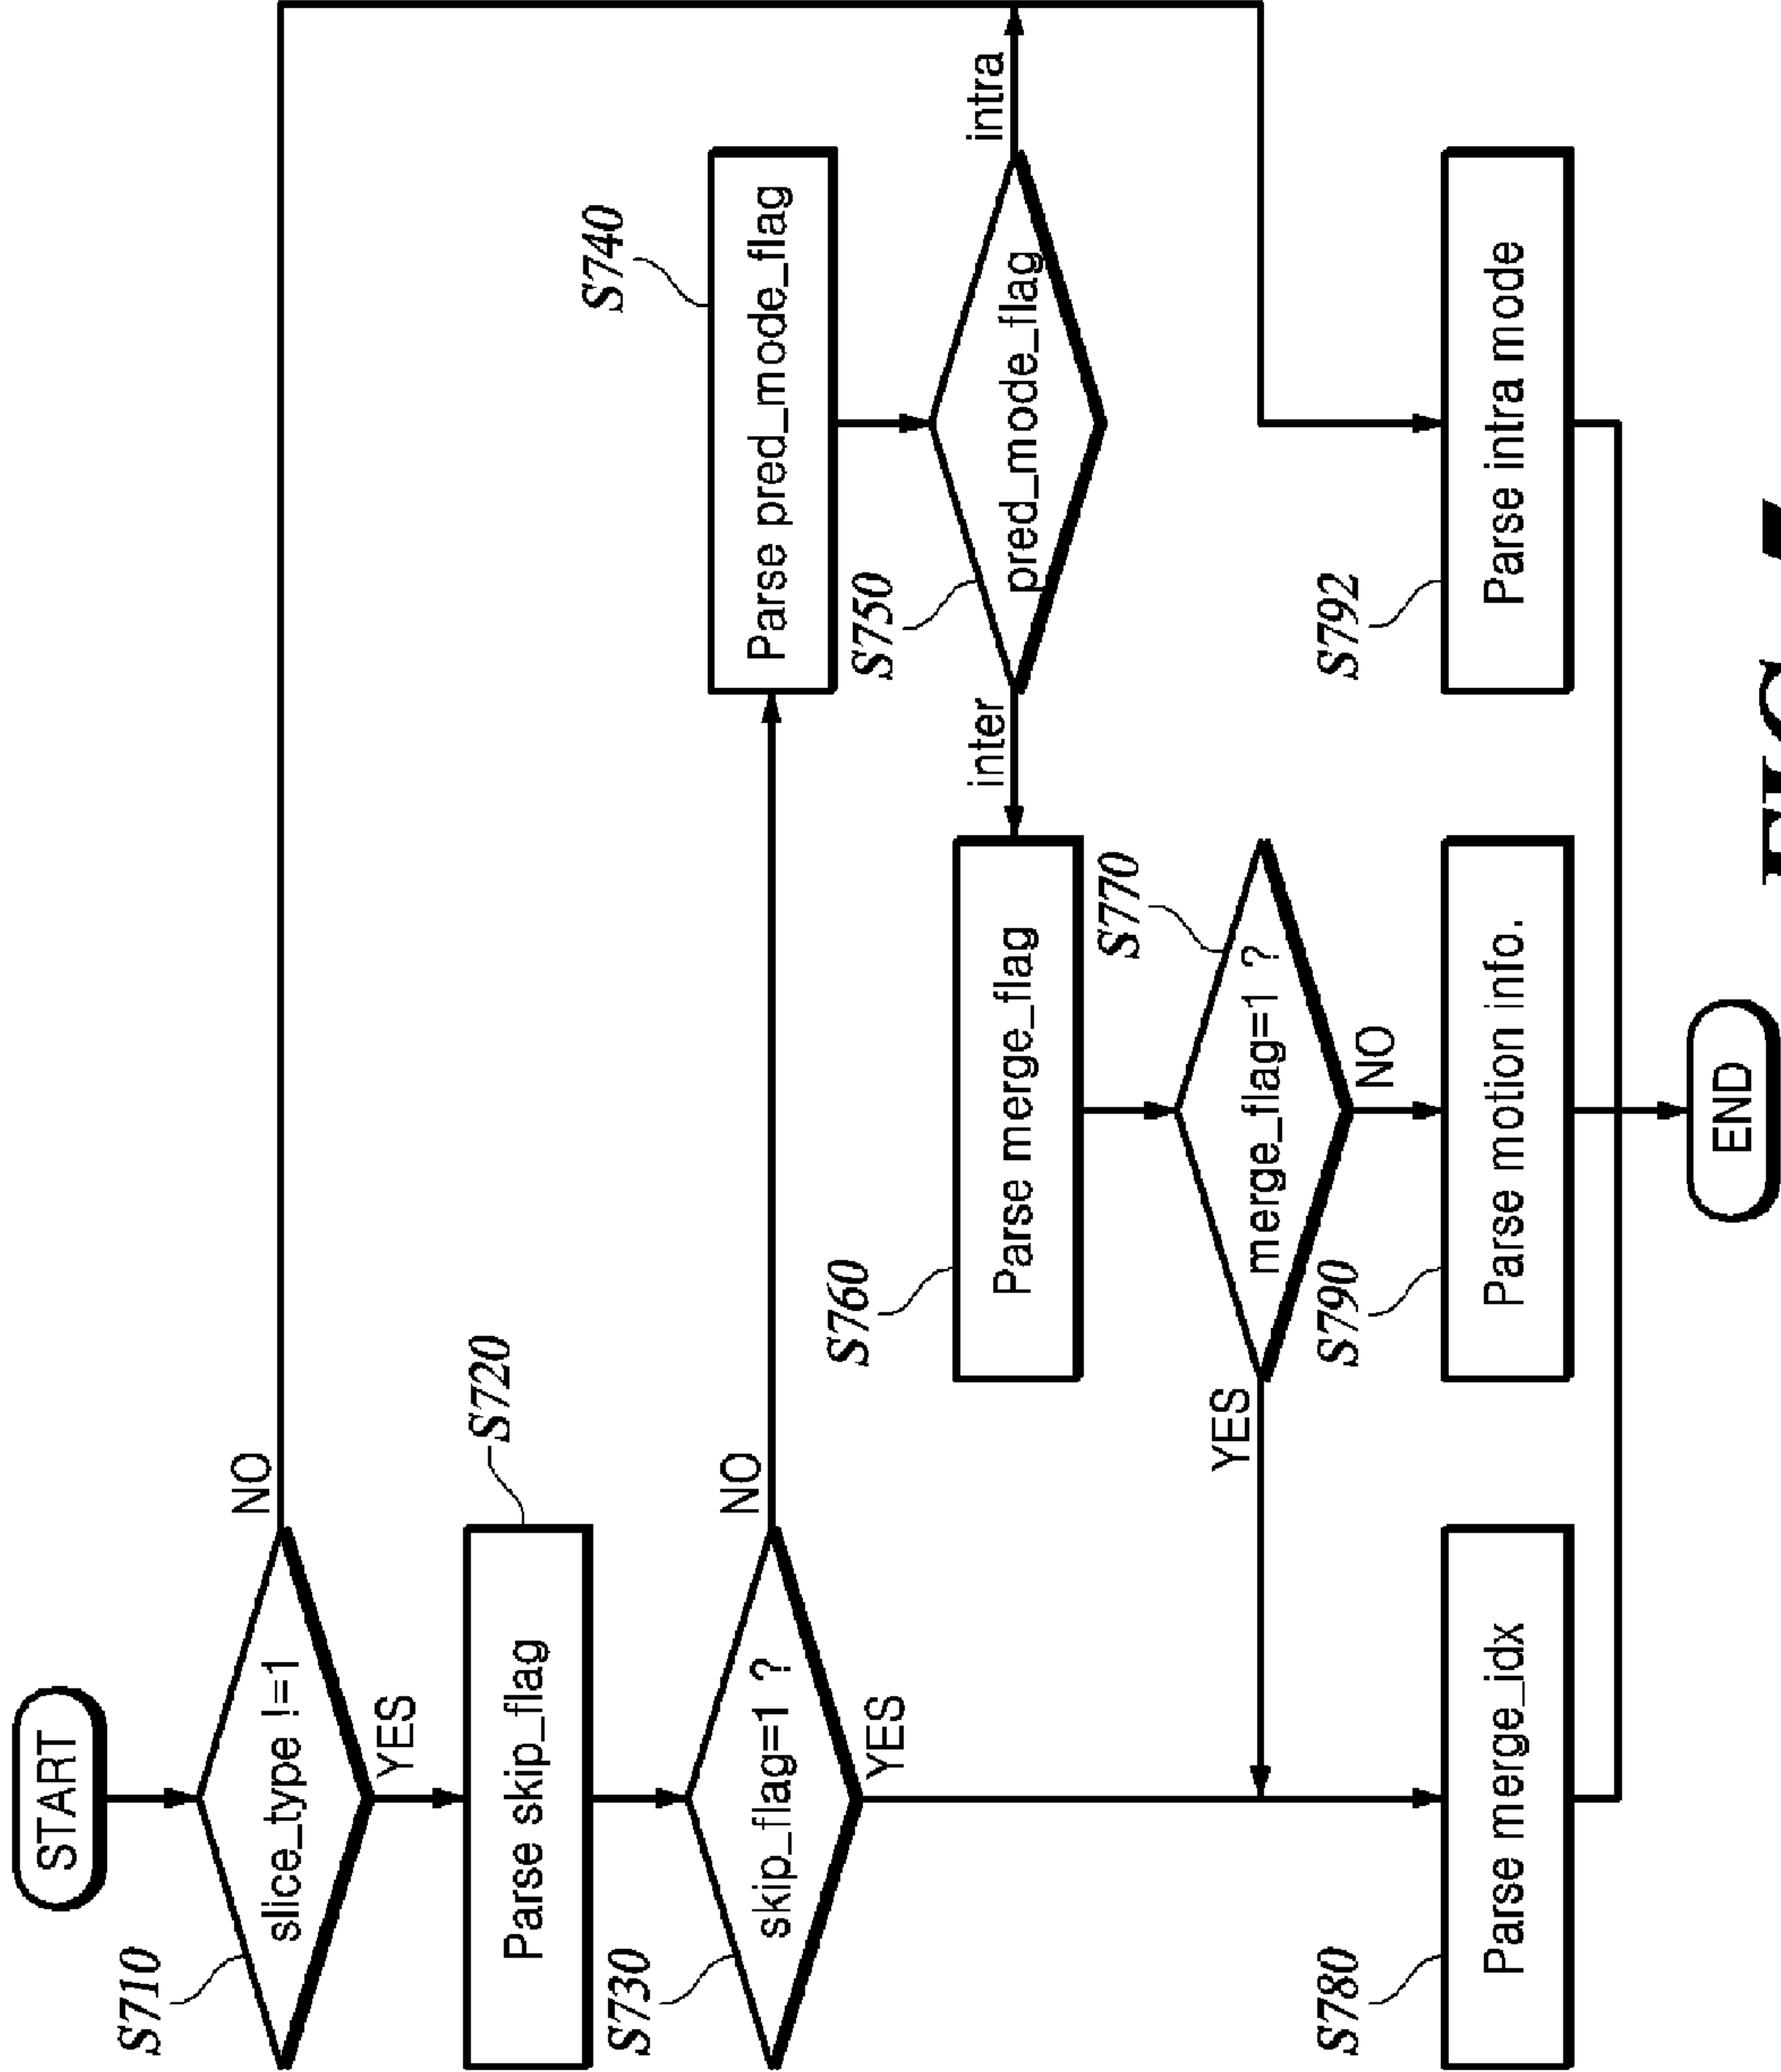 START
S710
slice_type !=1
NO
YES
S720
Parse skip_flag
S730
skip_flag=1 ?
NO
YES
S740
Parse pred_mode_flag
S750
pred_mode_flag
inter
intra
S760
Parse merge_flag
S770
merge_flag=1 ?
YES
NO
S780
Parse merge_idx
S790
Parse motion info.
S792
Parse intra mode
END